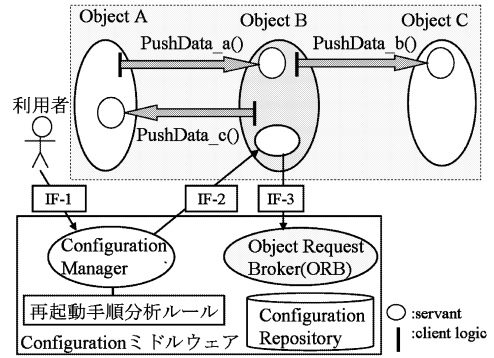 Object A
Object B
Object C
PushData_a()
PushData_b()
PushData_c()
利用者
IF-1
IF-2
IF-3
Configuration
Manager
Object Request
Broker(ORB)
再起動手順分析ルール
Configuration
Repository
Configurationミドルウェア
:servant
:client logic